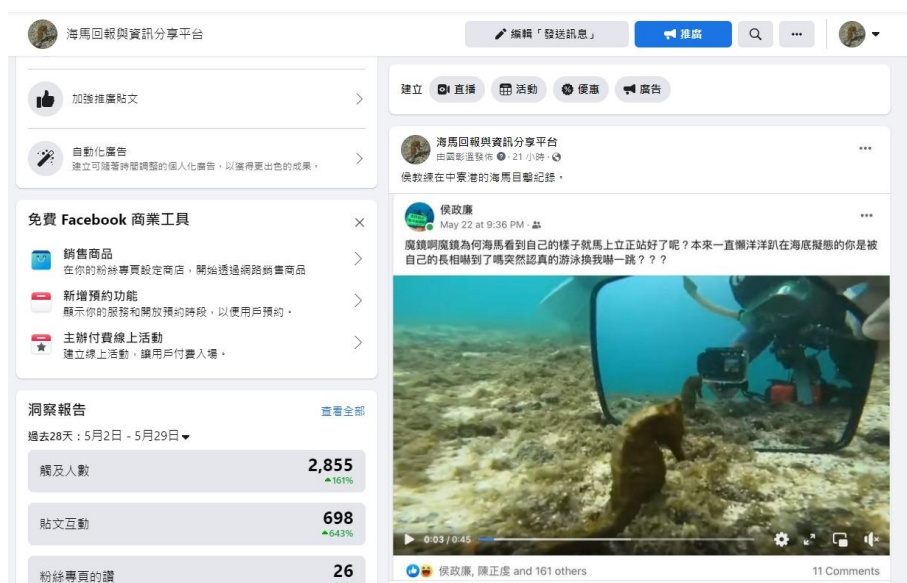 海馬回報與資訊分享平台
編輯「發送訊息」
推廣
加強推廣貼文
自動化廣告
建立可隨著時間調整的個人化廣告，以獲得更出色的成果。
免費 Facebook 商業工具
銷售商品
在你的粉絲專頁設定商店，開始透過網路銷售商品
新增預約功能
顯示你的服務和開放預約時段，以便用戶預約。
主辦付費線上活動
建立線上活動，讓用戶付費入場。
洞察報告
查看全部
過去28天：5月2日 - 5月29日
觸及人數
2,855
161%
貼文互動
698
643%
粉絲專頁的讚
26
建立 直播 活動 優惠 廣告
海馬回報與資訊分享平台
21 小時
侯教練在中寮港的海馬目擊紀錄。
侯政廉
May 22 at 9:36 PM
魔鏡啊魔鏡為何海馬看到自己的樣子就馬上立正站好了呢？本來一直懶洋洋趴在海底擬態的你是被
自己的長相嚇到了嗎突然認真的游泳換我嚇一跳？？？
0:03 / 0:45
侯政廉, 陳正虔 and 161 others
11 Comments